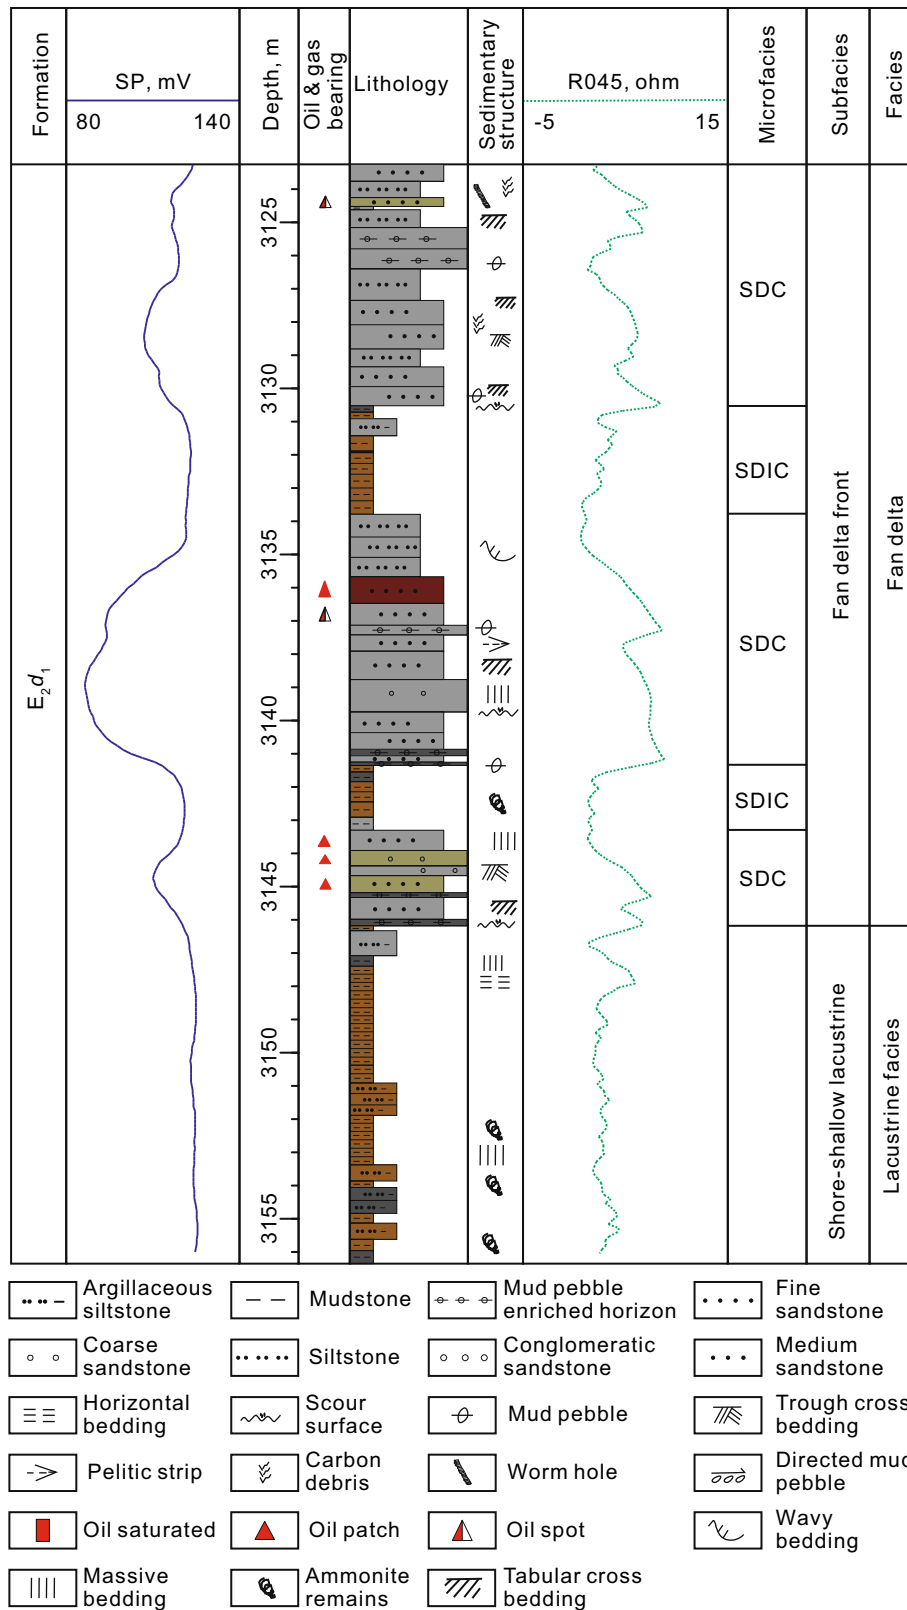 Formation
SP, mV
80 140
Depth, m
Oil & gas
bearing
Lithology
Sedimentary
structure
R045, ohm
-5 15
Microfacies
Subfacies
Facies
E2d1
3125
3130
3135
3140
3145
3150
3155
SDC
SDIC
SDC
SDIC
SDC
Fan delta front
Shore-shallow lacustrine
Fan delta
Lacustrine facies
Argillaceous
siltstone
Mudstone
Mud pebble
enriched horizon
Fine
sandstone
Coarse
sandstone
Siltstone
Conglomeratic
sandstone
Medium
sandstone
Horizontal
bedding
Scour
surface
Mud pebble
Trough cross
bedding
Pelitic strip
Carbon
debris
Worm hole
Directed mud
pebble
Oil saturated
Oil patch
Oil spot
Wavy
bedding
Massive
bedding
Ammonite
remains
Tabular cross
bedding